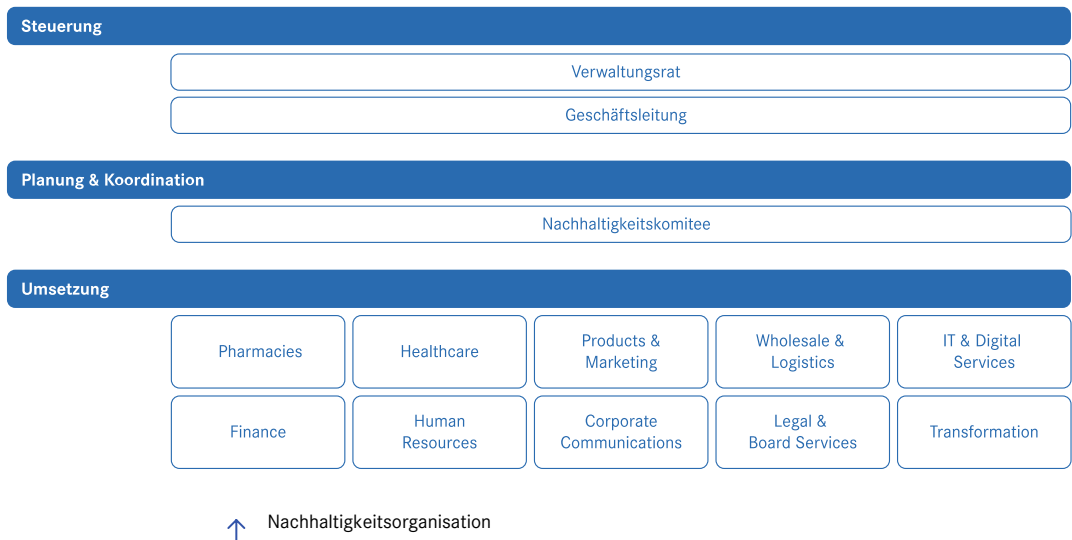 Steuerung
Verwaltungsrat
Geschäftsleitung
Planung & Koordination
Nachhaltigkeitskomitee
Umsetzung
Pharmacies
Healthcare
Products &
Marketing
Wholesale &
Logistics
IT & Digital
Services
Finance
Human
Resources
Corporate
Communications
Legal &
Board Services
Transformation
Nachhaltigkeitsorganisation